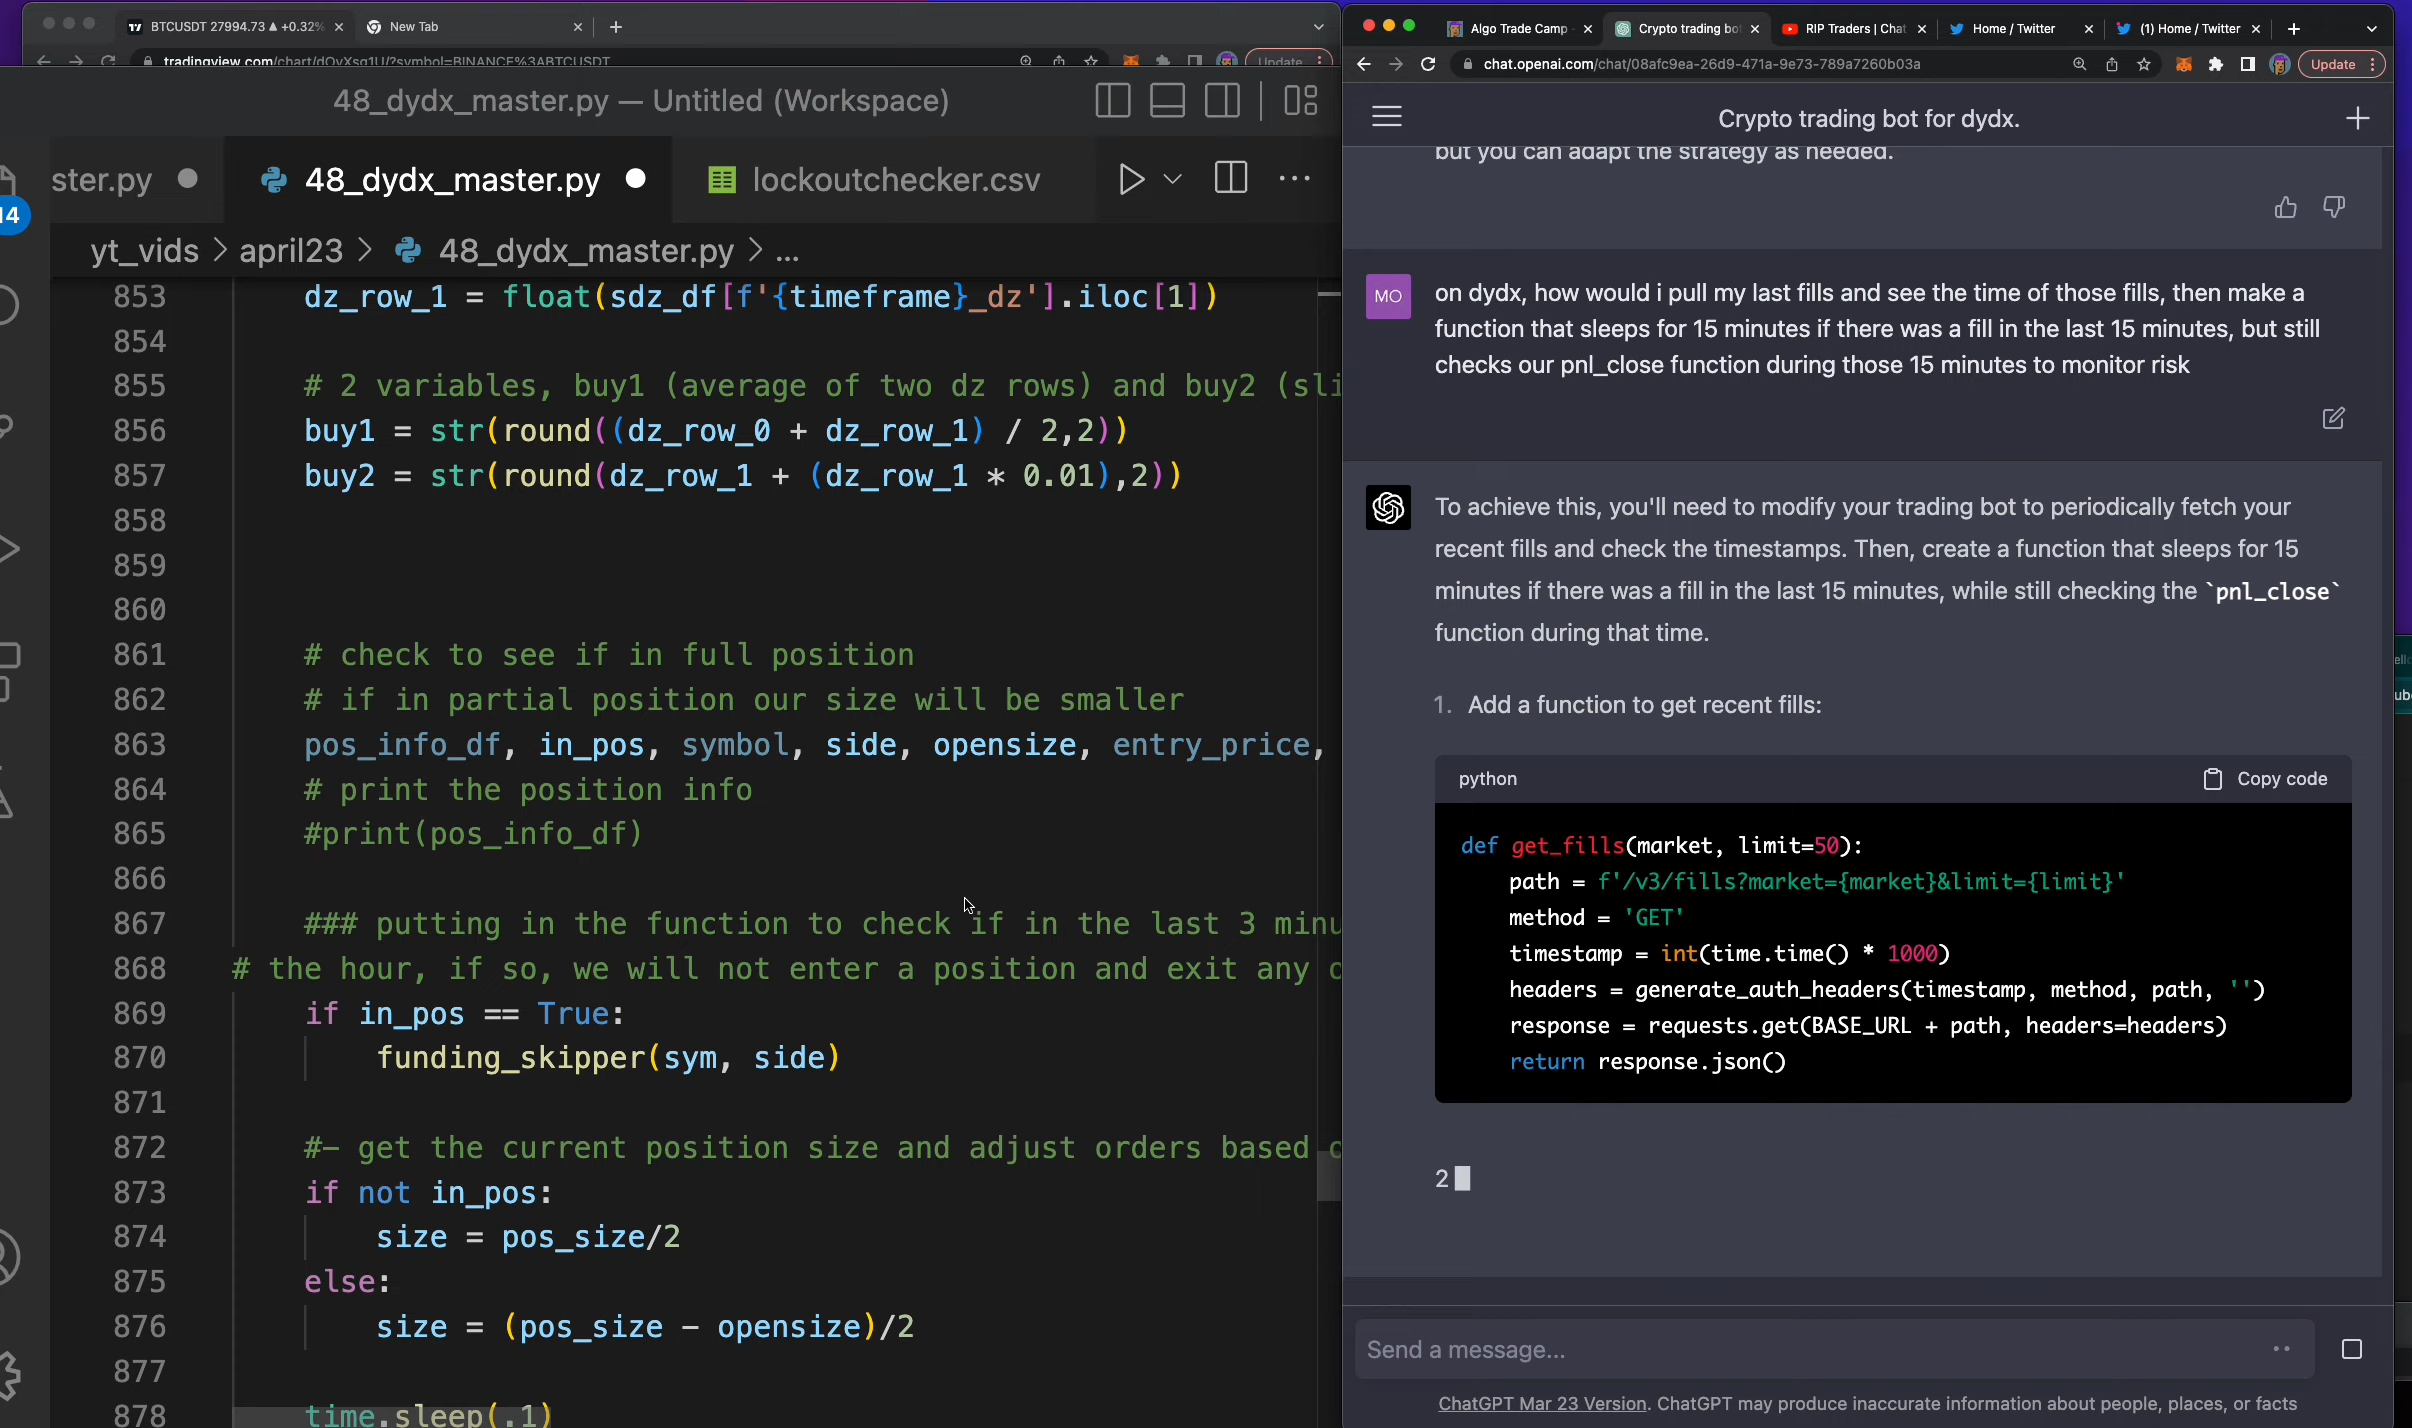 BTCUSDT 27994.73 ▲ +0.32%
New Tab
tradingview.com/chart/dOvXsg1U/?symbol=BINANCE%3ABTCUSDT
Update
48_dydx_master.py — Untitled (Workspace)
ster.py
48_dydx_master.py
lockoutchecker.csv
14
yt_vids > april23 > 48_dydx_master.py > ...
853 dz_row_1 = float(sdz_df[f'{timeframe}_dz'].iloc[1])
854
855 # 2 variables, buy1 (average of two dz rows) and buy2 (sli
856 buy1 = str(round((dz_row_0 + dz_row_1) / 2,2))
857 buy2 = str(round(dz_row_1 + (dz_row_1 * 0.01),2))
858
859
860
861 # check to see if in full position
862 # if in partial position our size will be smaller
863 pos_info_df, in_pos, symbol, side, opensize, entry_price,
864 # print the position info
865 #print(pos_info_df)
866
867 ### putting in the function to check if in the last 3 minu
868 # the hour, if so, we will not enter a position and exit any o
869 if in_pos == True:
870 funding_skipper(sym, side)
871
872 #— get the current position size and adjust orders based o
873 if not in_pos:
874 size = pos_size/2
875 else:
876 size = (pos_size - opensize)/2
877
878 time.sleep(.1)
Algo Trade Camp
Crypto trading bot
RIP Traders | Chat
Home / Twitter
(1) Home / Twitter
chat.openai.com/chat/08afc9ea-26d9-471a-9e73-789a7260b03a
Update
Crypto trading bot for dydx.
but you can adapt the strategy as needed.
MO
on dydx, how would i pull my last fills and see the time of those fills, then make a
function that sleeps for 15 minutes if there was a fill in the last 15 minutes, but still
checks our pnl_close function during those 15 minutes to monitor risk
To achieve this, you'll need to modify your trading bot to periodically fetch your
recent fills and check the timestamps. Then, create a function that sleeps for 15
minutes if there was a fill in the last 15 minutes, while still checking the `pnl_close`
function during that time.
1. Add a function to get recent fills:
python
Copy code
def get_fills(market, limit=50):
path = f'/v3/fills?market={market}&limit={limit}'
method = 'GET'
timestamp = int(time.time() * 1000)
headers = generate_auth_headers(timestamp, method, path, '')
response = requests.get(BASE_URL + path, headers=headers)
return response.json()
2
Send a message...
ChatGPT Mar 23 Version. ChatGPT may produce inaccurate information about people, places, or facts